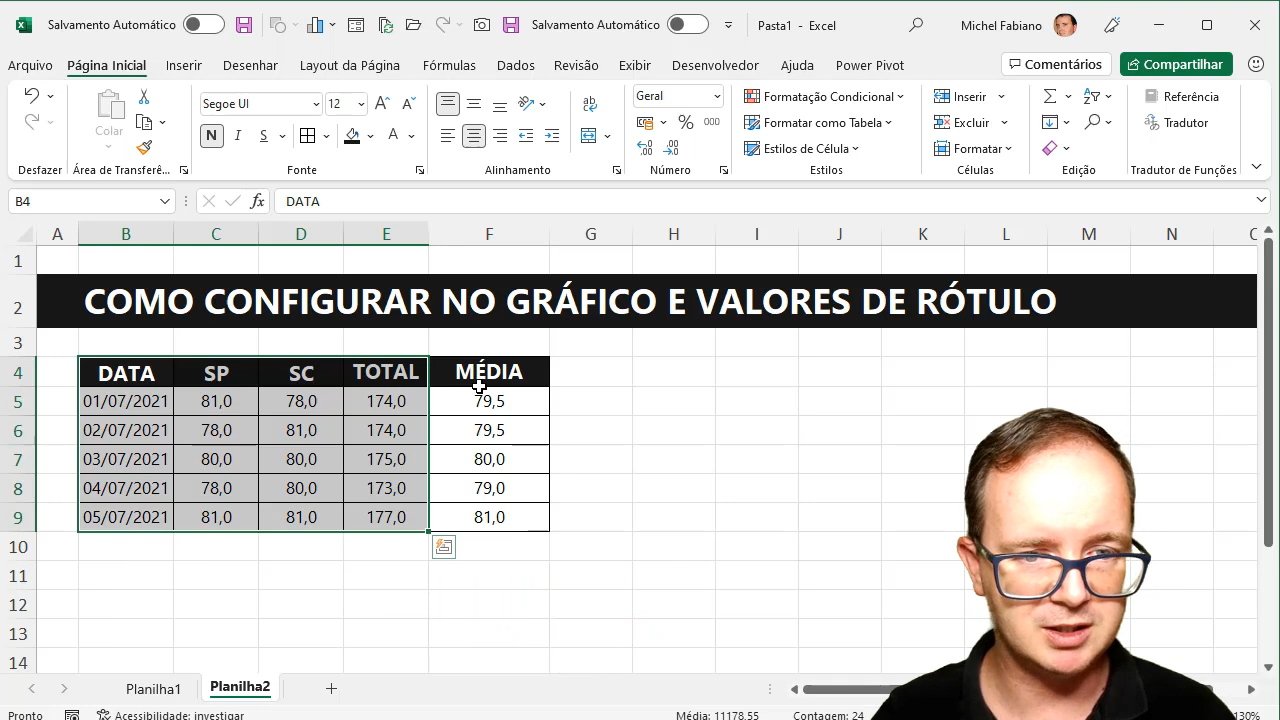 Salvamento Automático
Salvamento Automático
Pasta1 - Excel
Michel Fabiano
Arquivo
Página Inicial
Inserir
Desenhar
Layout da Página
Fórmulas
Dados
Revisão
Exibir
Desenvolvedor
Ajuda
Power Pivot
Comentários
Compartilhar
Colar
Segoe UI
12
N I S
A
ab
Geral
% 000
Formatação Condicional
Formatar como Tabela
Estilos de Célula
Inserir
Excluir
Formatar
Referência
Tradutor
Desfazer
Área de Transferê...
Fonte
Alinhamento
Número
Estilos
Células
Edição
Tradutor de Funções
B4
fx
DATA
A B C D E F G H I J K L M N
1
2 COMO CONFIGURAR NO GRÁFICO E VALORES DE RÓTULO
3
4 DATA SP SC TOTAL MÉDIA
5 01/07/2021 81,0 78,0 174,0 79,5
6 02/07/2021 78,0 81,0 174,0 79,5
7 03/07/2021 80,0 80,0 175,0 80,0
8 04/07/2021 78,0 80,0 173,0 79,0
9 05/07/2021 81,0 81,0 177,0 81,0
10
11
12
13
14
Planilha1
Planilha2
Pronto
Acessibilidade: investigar
Média: 11178,55
Contagem: 24
130%